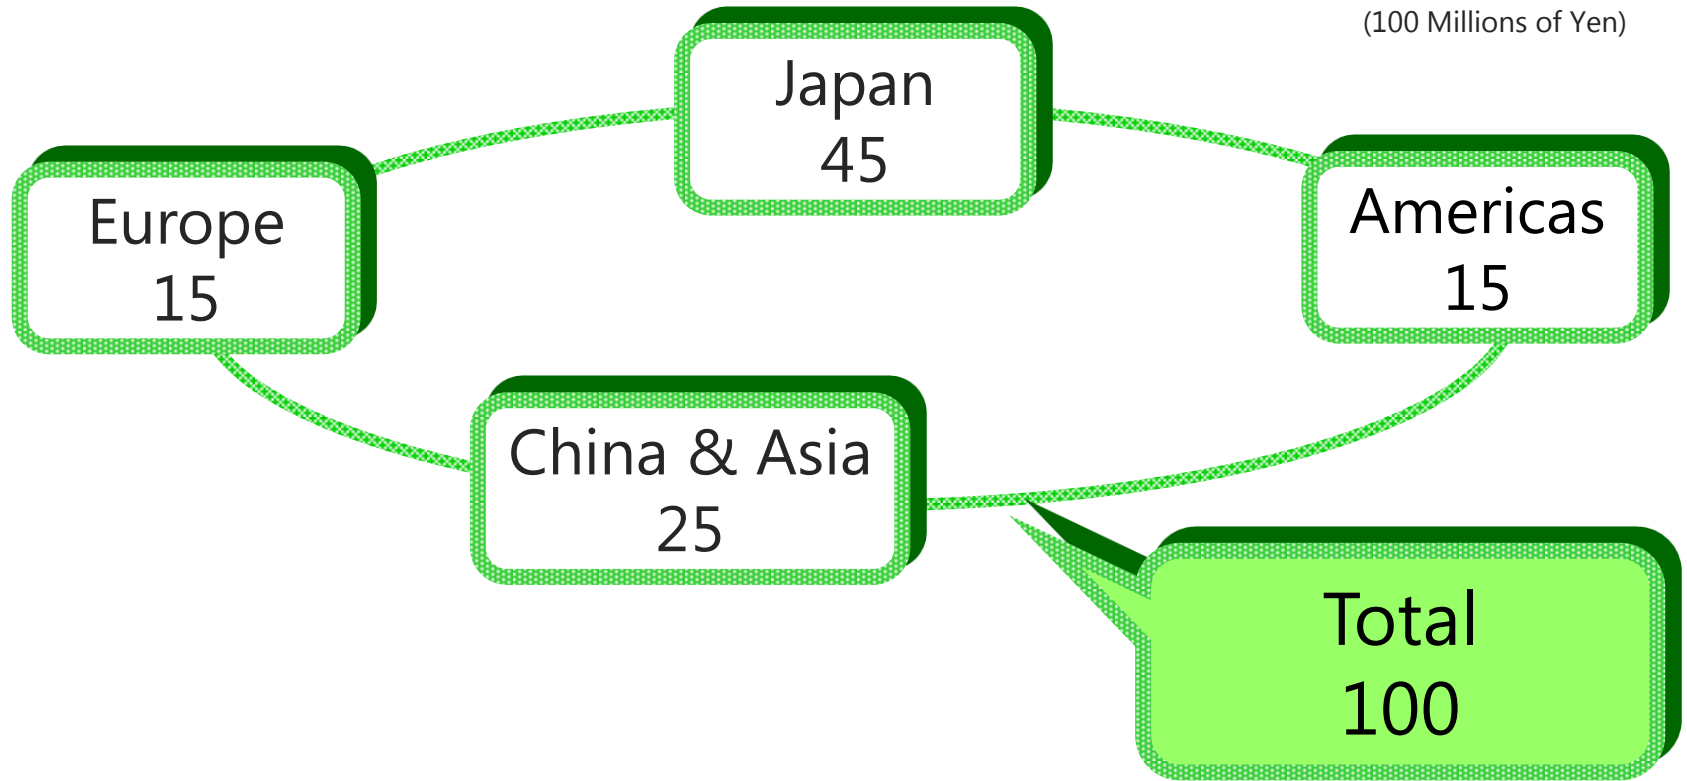 (100 Millions of Yen)
Japan
45
Europe
15
Americas
15
China & Asia
25
Total
100